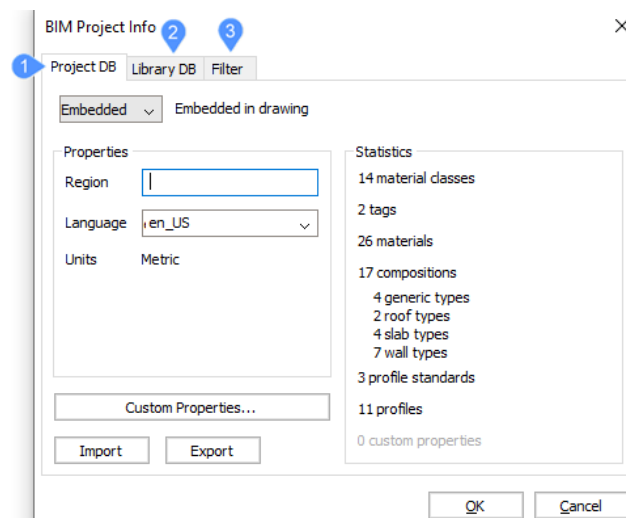 BIM Project Info
2
3
1
Project DB Library DB Filter
Embedded Embedded in drawing
Properties
Region
Language en_US
Units Metric
Custom Properties...
Import Export
Statistics
14 material classes
2 tags
26 materials
17 compositions
4 generic types
2 roof types
4 slab types
7 wall types
3 profile standards
11 profiles
0 custom properties
OK Cancel